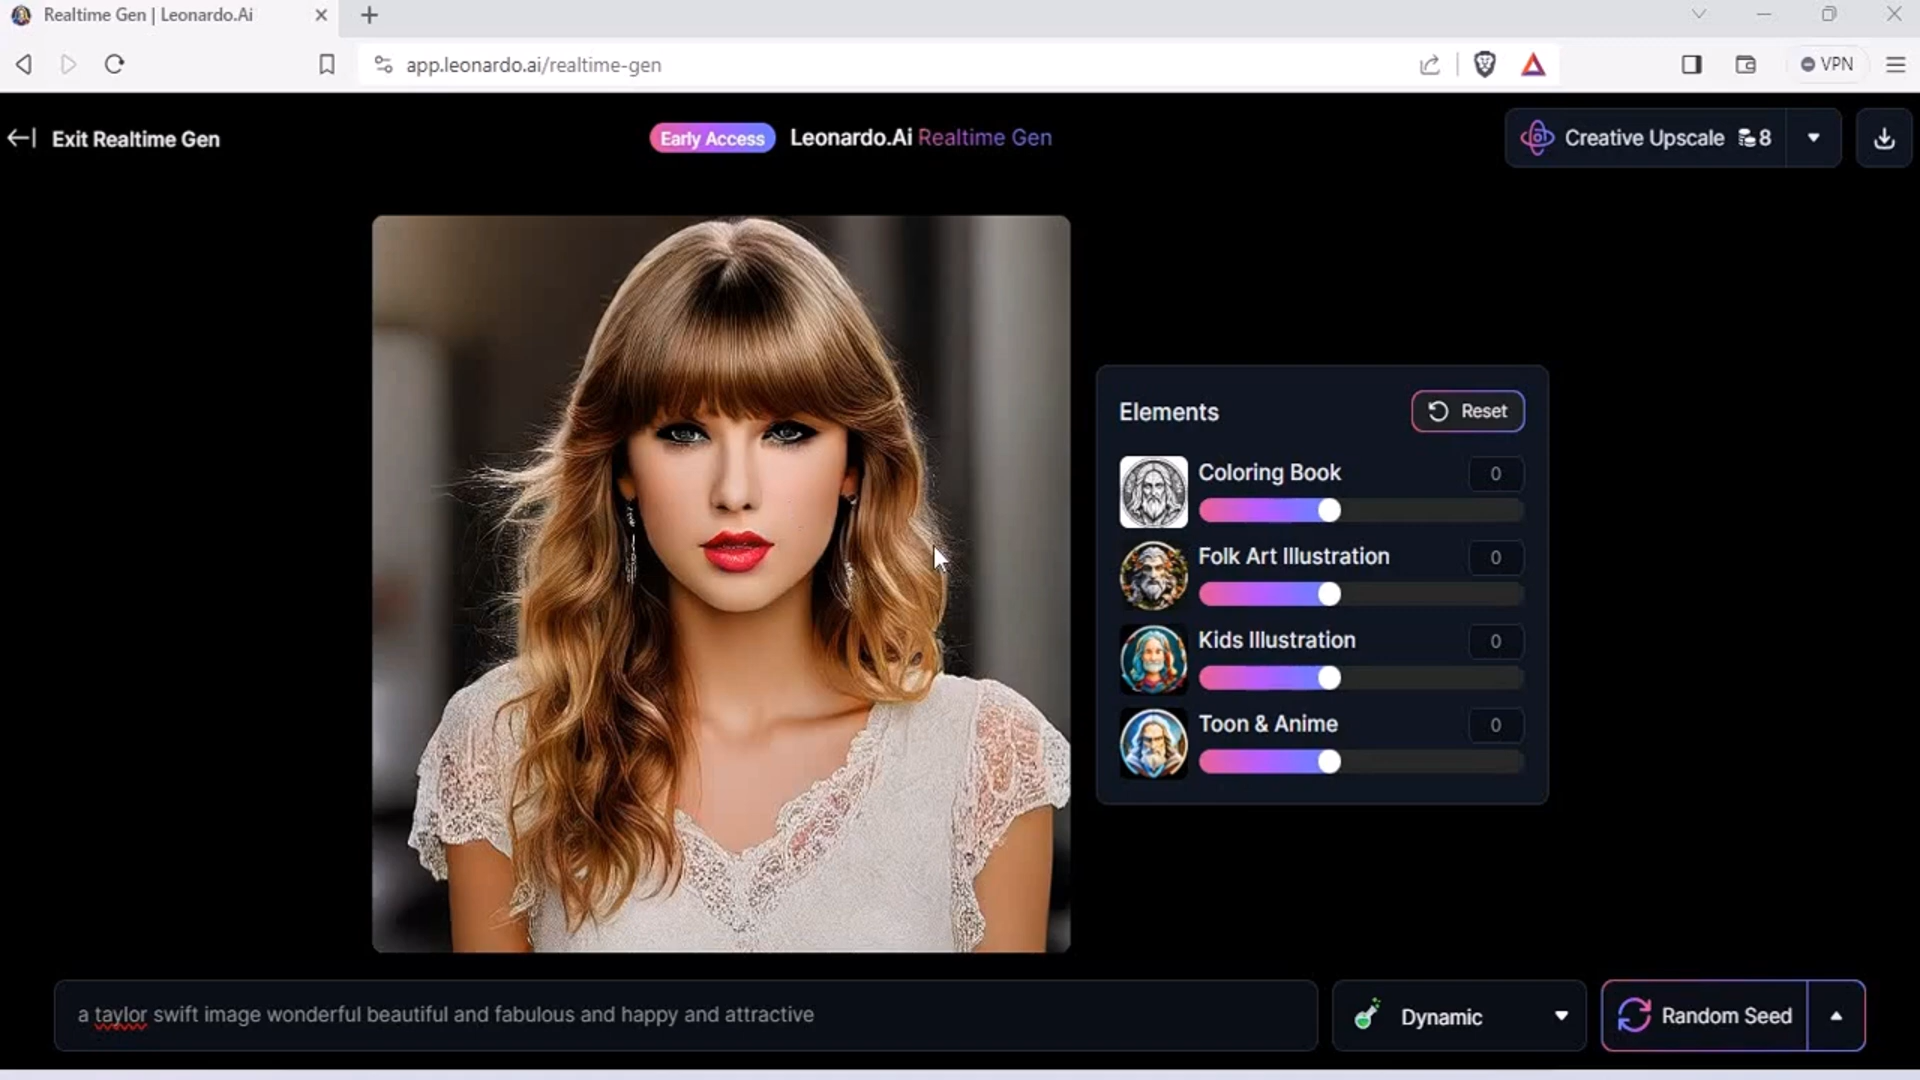 Realtime Gen | Leonardo.Ai
app.leonardo.ai/realtime-gen
VPN
Exit Realtime Gen
Early Access Leonardo.Ai Realtime Gen
Creative Upscale 8
Elements
Reset
Coloring Book 0
Folk Art Illustration 0
Kids Illustration 0
Toon & Anime 0
a taylor swift image wonderful beautiful and fabulous and happy and attractive
Dynamic
Random Seed